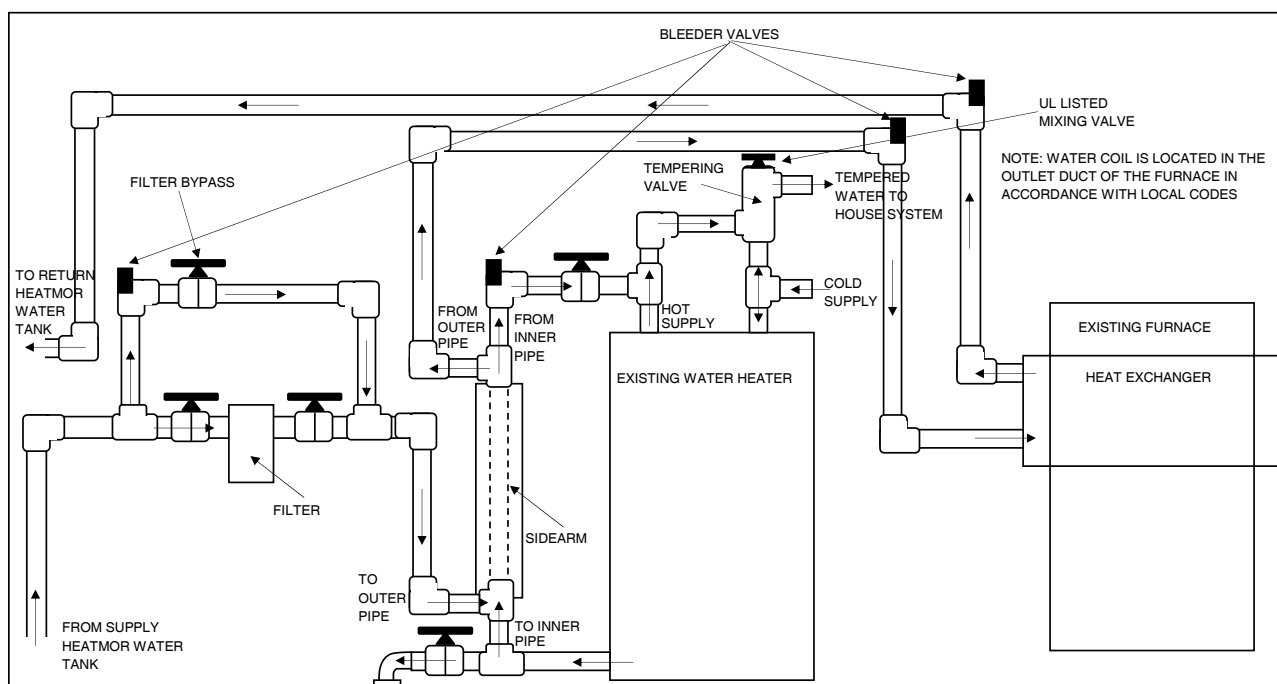 BLEEDER VALVES
UL LISTED
MIXING VALVE
NOTE: WATER COIL IS LOCATED IN THE
OUTLET DUCT OF THE FURNACE IN
ACCORDANCE WITH LOCAL CODES
FILTER BYPASS
TEMPERING
VALVE
TEMPERED
WATER TO
HOUSE SYSTEM
TO RETURN
HEATMOR
WATER
TANK
COLD
SUPPLY
FROM
OUTER
PIPE
FROM
INNER
PIPE
HOT
SUPPLY
EXISTING FURNACE
EXISTING WATER HEATER
HEAT EXCHANGER
FILTER
SIDEARM
TO
OUTER
PIPE
FROM SUPPLY
HEATMOR WATER
TANK
TO INNER
PIPE